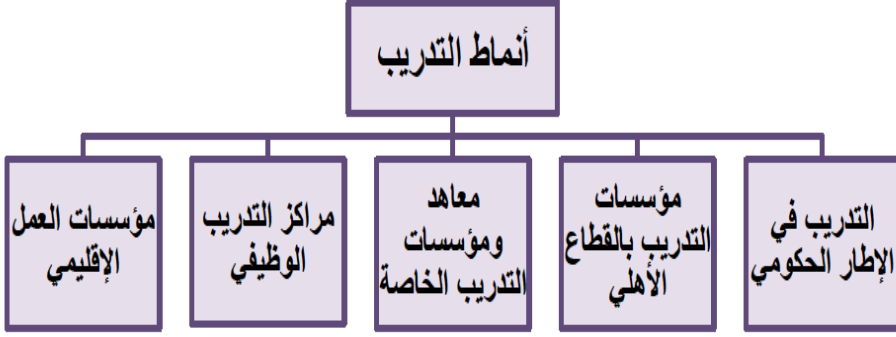 أنماط التدريب
التدريب في
الإطار الحكومي
مؤسسات
التدريب بالقطاع
الأهلي
معاهد
ومؤسسات
التدريب الخاصة
مراكز التدريب
الوظيفي
مؤسسات العمل
الإقليمي